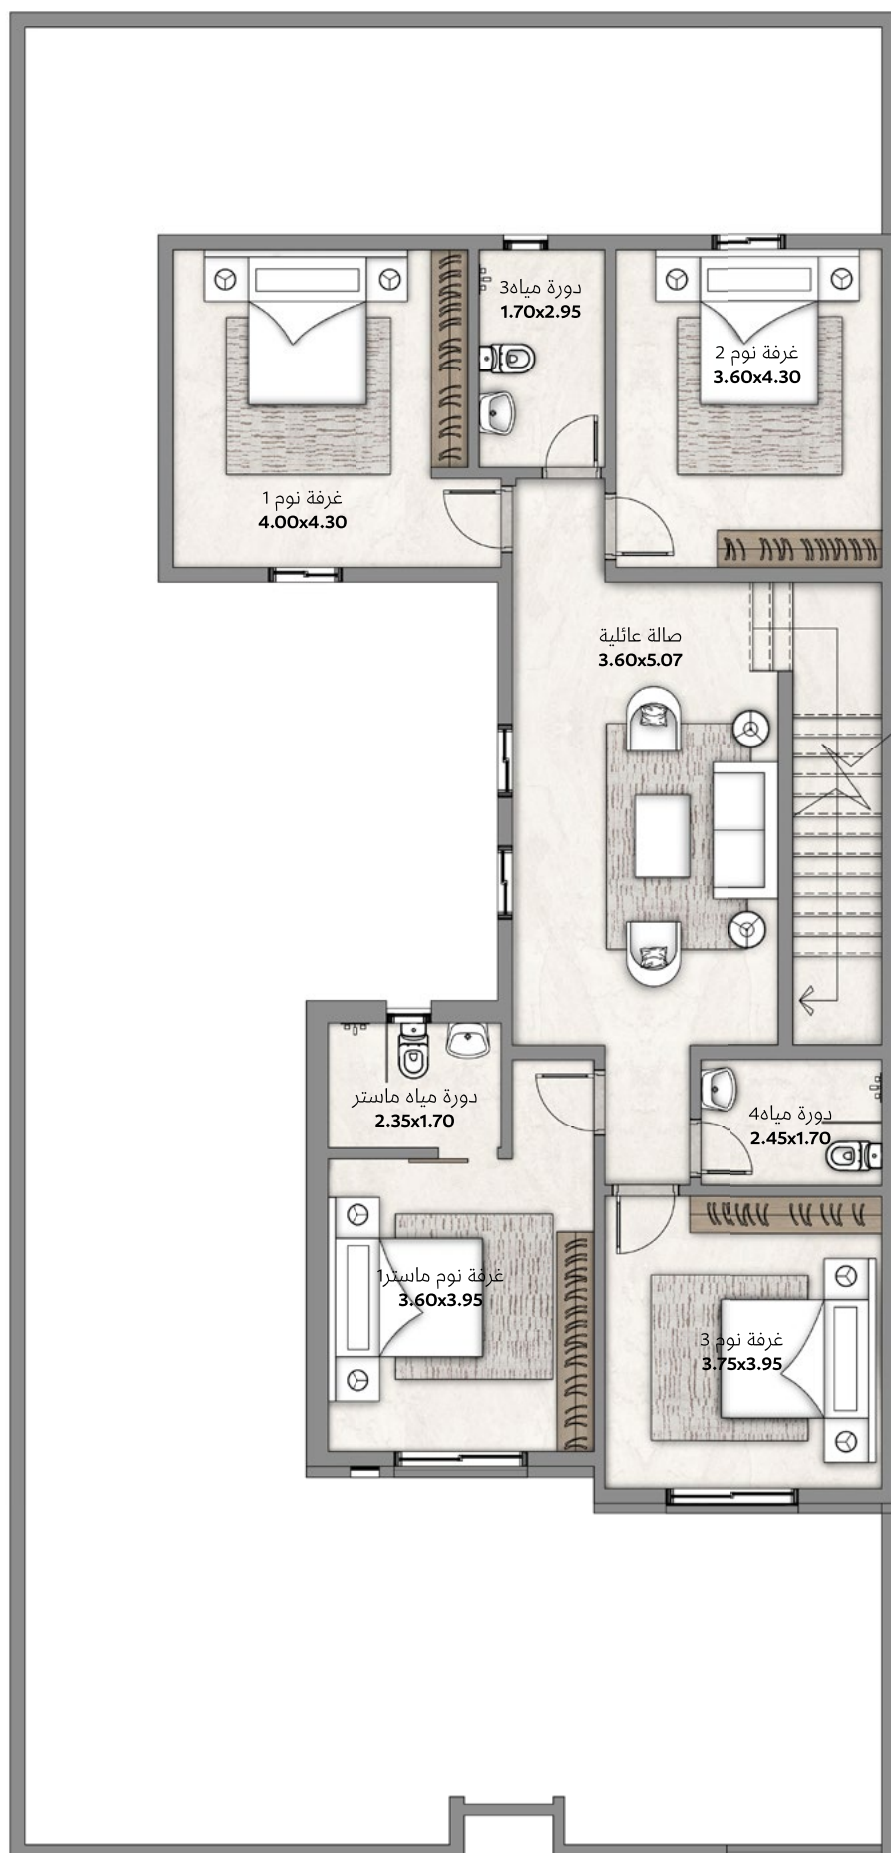 دورة مياه3
1.70x2.95
غرفة نوم 2
3.60x4.30
غرفة نوم 1
4.00x4.30
صالة عائلية
3.60x5.07
دورة مياه ماستر
2.35x1.70
دورة مياه4
2.45x1.70
غرفة نوم ماستر1
3.60x3.95
غرفة نوم 3
3.75x3.95